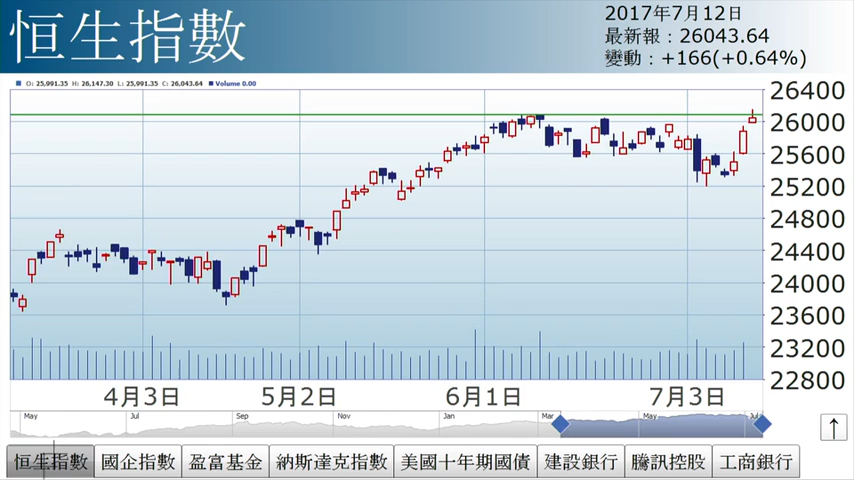 恒生指數
2017年7月12日
最新報：26043.64
變動：+166(+0.64%)
O: 25,991.35 H: 26,147.30 L: 25,991.35 C: 26,043.64 Volume 0.00
26400
26000
25600
25200
24800
24400
24000
23600
23200
22800
4月3日 5月2日 6月1日 7月3日
May Jul Sep Nov Jan Mar May Jul
↑
恒生指數 國企指數 盈富基金 納斯達克指數 美國十年期國債 建設銀行 騰訊控股 工商銀行